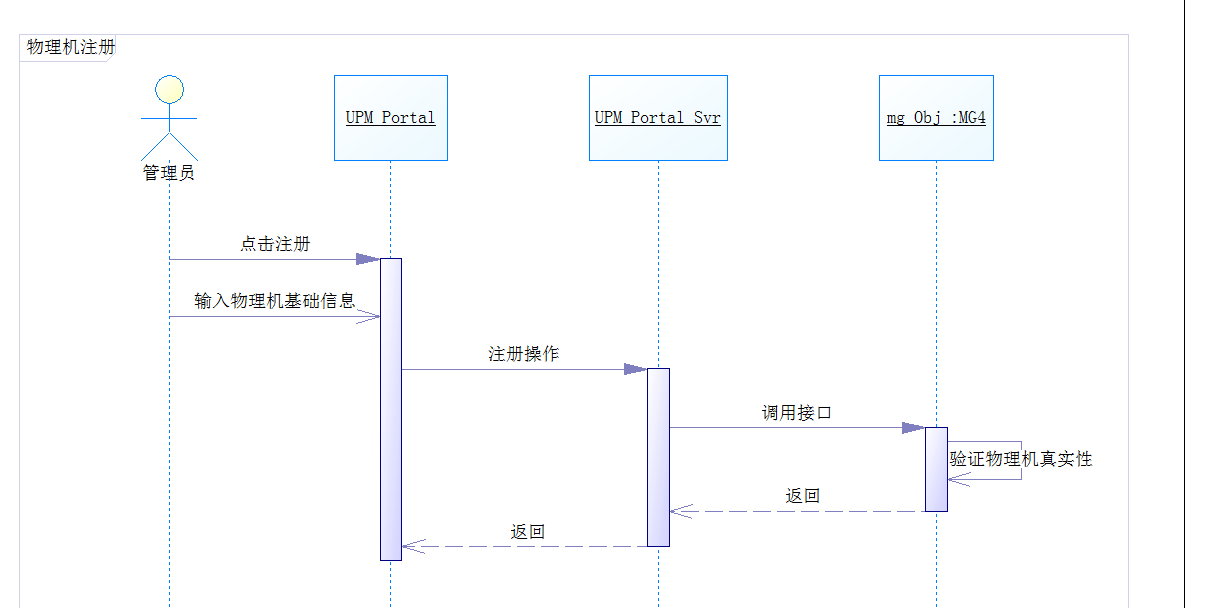 物理机注册
UPM Portal
UPM Portal Svr
mg Obj :MG4
管理员
点击注册
输入物理机基础信息
注册操作
调用接口
验证物理机真实性
返回
返回